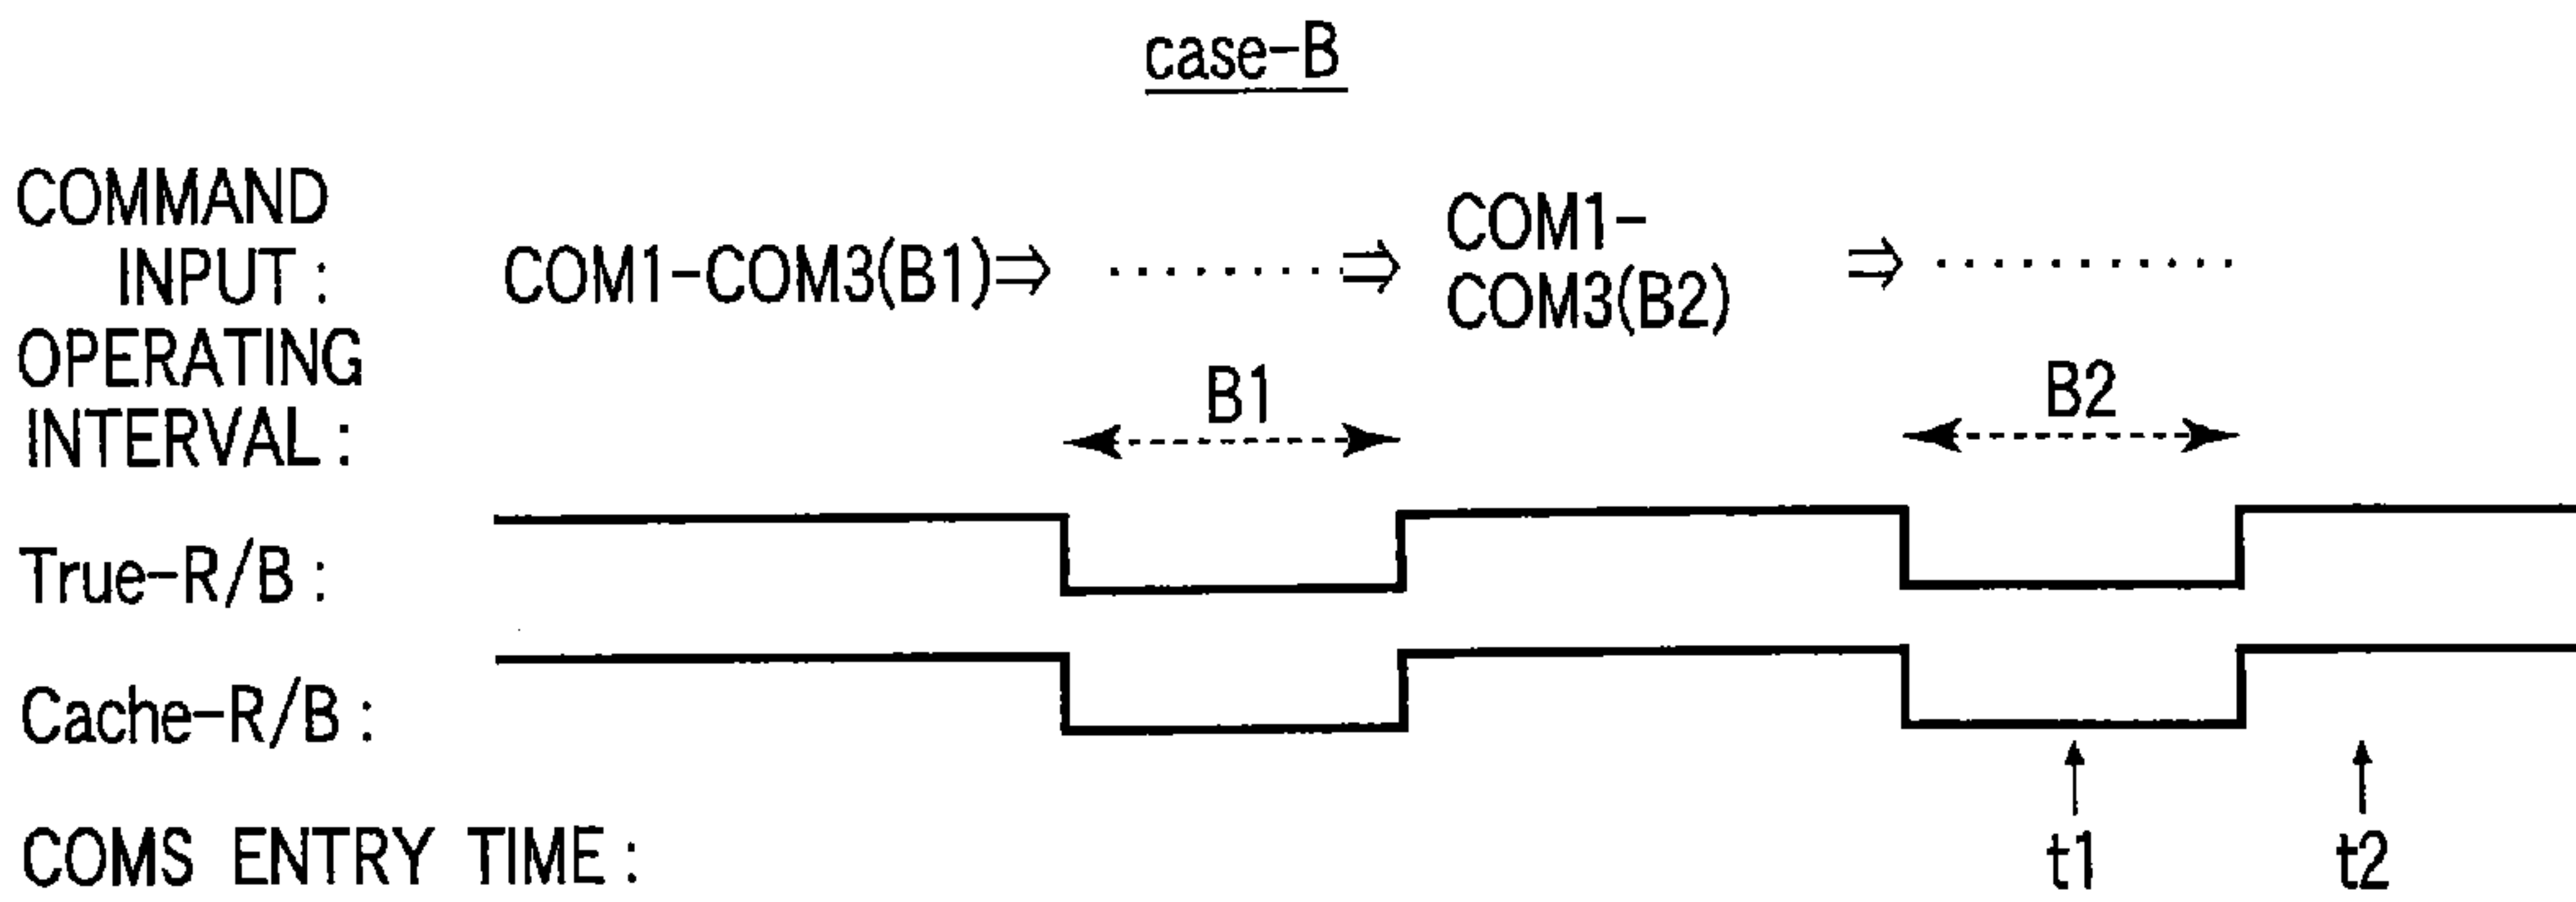 case-B
COMMAND
INPUT :
COM1-COM3(B1)⇒ ·········⇒ COM1-
COM3(B2) ⇒ ···········
OPERATING
INTERVAL :
B1
B2
True-R/B :
Cache-R/B :
COMS ENTRY TIME :
t1
t2